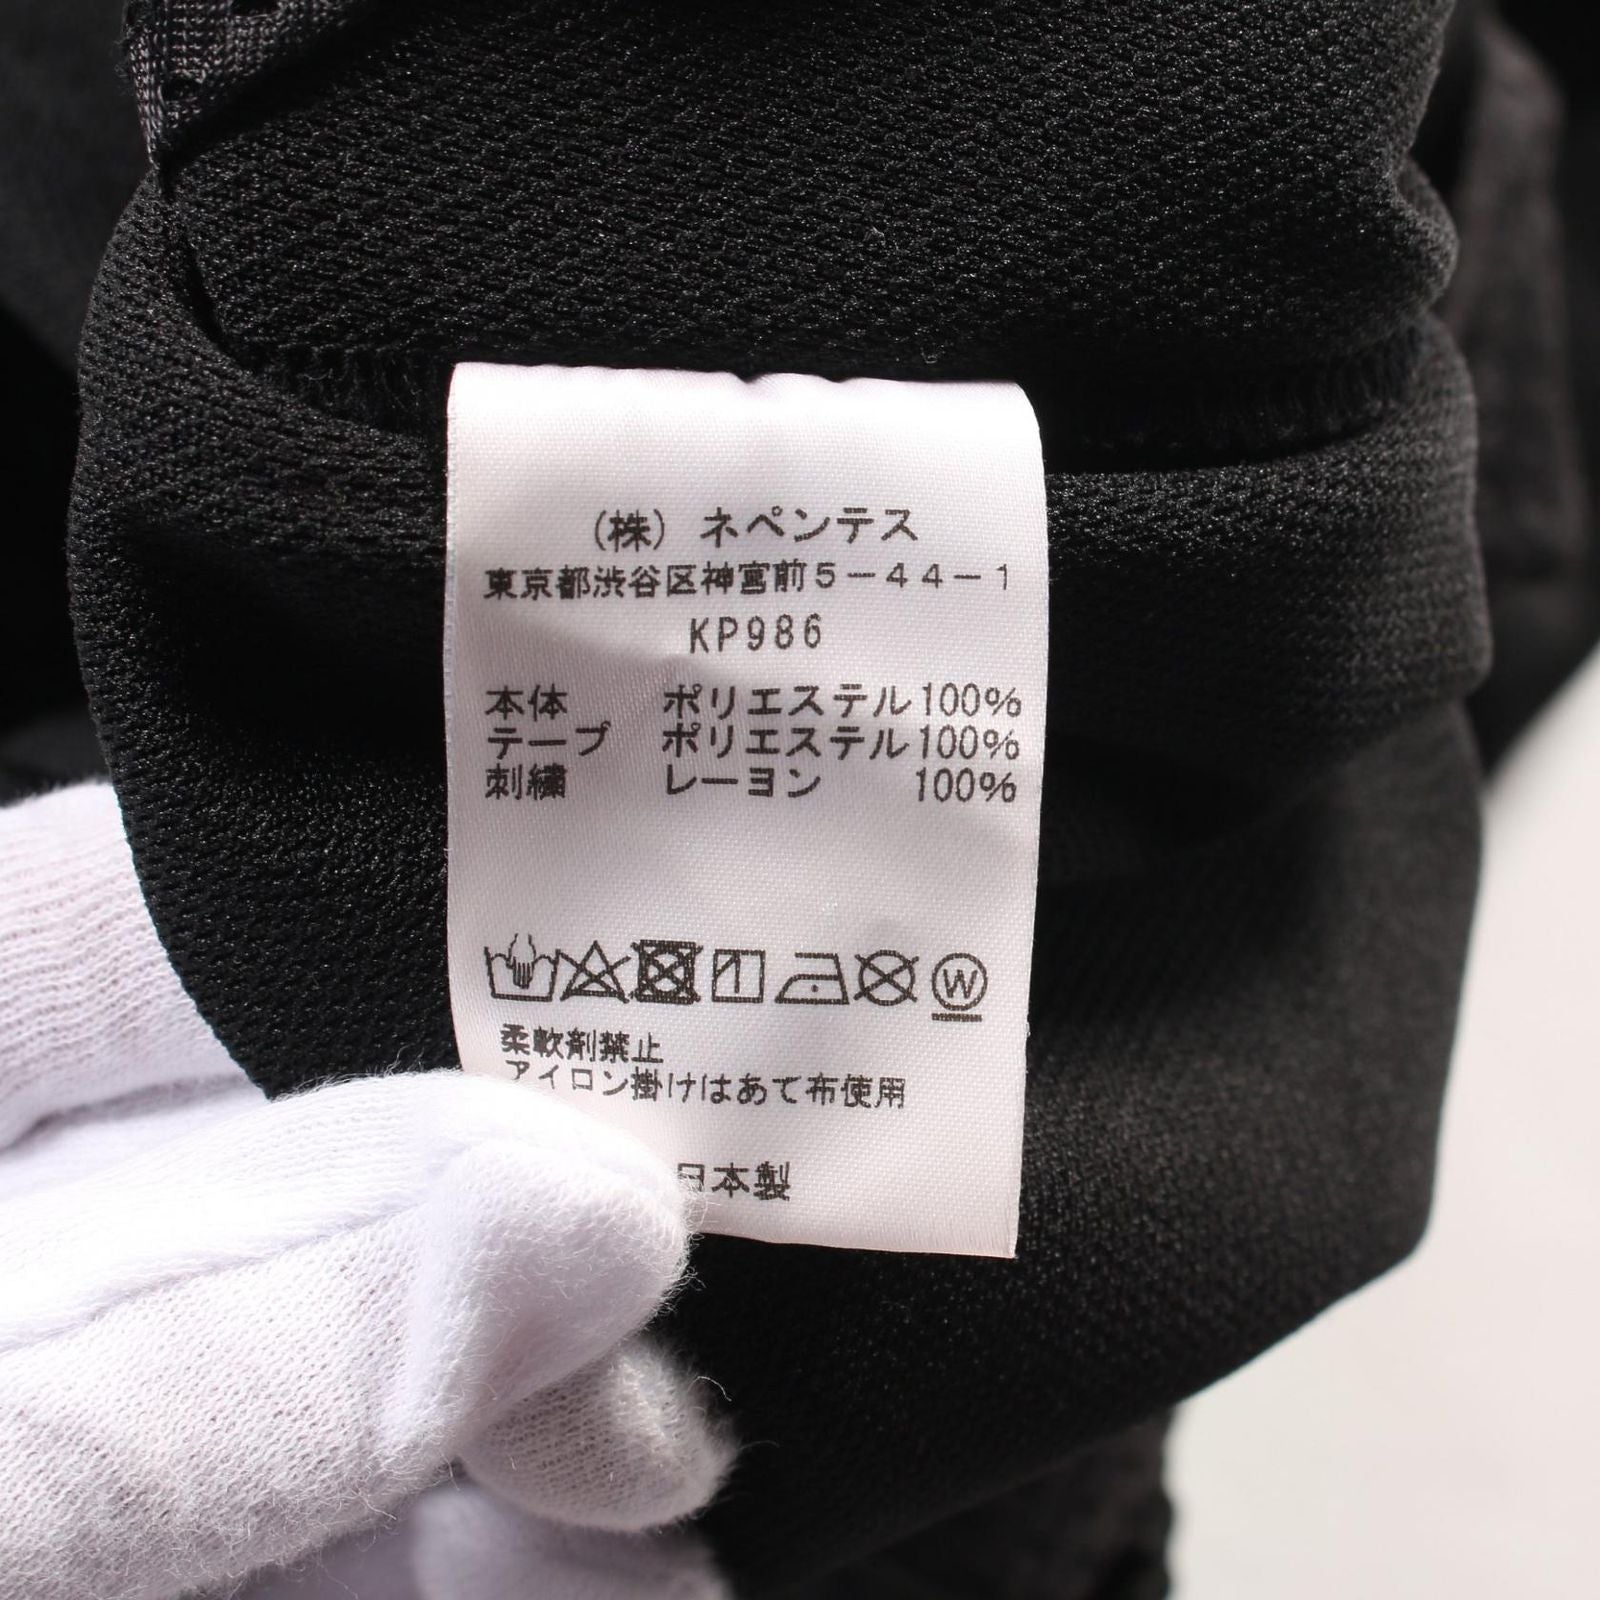 (株) ネペンテス
東京都渋谷区神宮前5-44-1
KP986
本体 ポリエステル100%
テープ ポリエステル100%
刺繍 レーヨン 100%
W
柔軟剤禁止
アイロン掛けはあて布使用
日本製